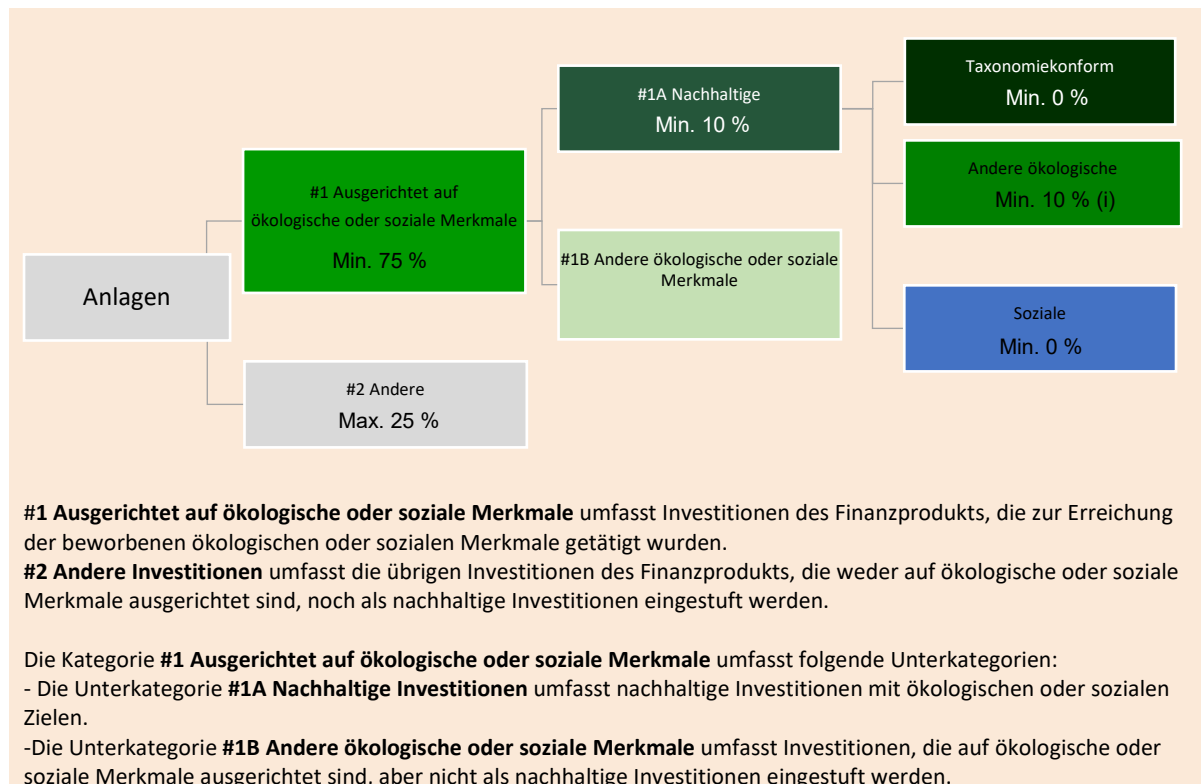 Anlagen
#1 Ausgerichtet auf
ökologische oder soziale Merkmale
Min. 75 %
#2 Andere
Max. 25 %
#1A Nachhaltige
Min. 10 %
#1B Andere ökologische oder soziale
Merkmale
Taxonomiekonform
Min. 0 %
Andere ökologische
Min. 10 % (i)
Soziale
Min. 0 %
#1 Ausgerichtet auf ökologische oder soziale Merkmale umfasst Investitionen des Finanzprodukts, die zur Erreichung
der beworbenen ökologischen oder sozialen Merkmale getätigt wurden.
#2 Andere Investitionen umfasst die übrigen Investitionen des Finanzprodukts, die weder auf ökologische oder soziale
Merkmale ausgerichtet sind, noch als nachhaltige Investitionen eingestuft werden.
Die Kategorie #1 Ausgerichtet auf ökologische oder soziale Merkmale umfasst folgende Unterkategorien:
- Die Unterkategorie #1A Nachhaltige Investitionen umfasst nachhaltige Investitionen mit ökologischen oder sozialen
Zielen.
-Die Unterkategorie #1B Andere ökologische oder soziale Merkmale umfasst Investitionen, die auf ökologische oder
soziale Merkmale ausgerichtet sind, aber nicht als nachhaltige Investitionen eingestuft werden.